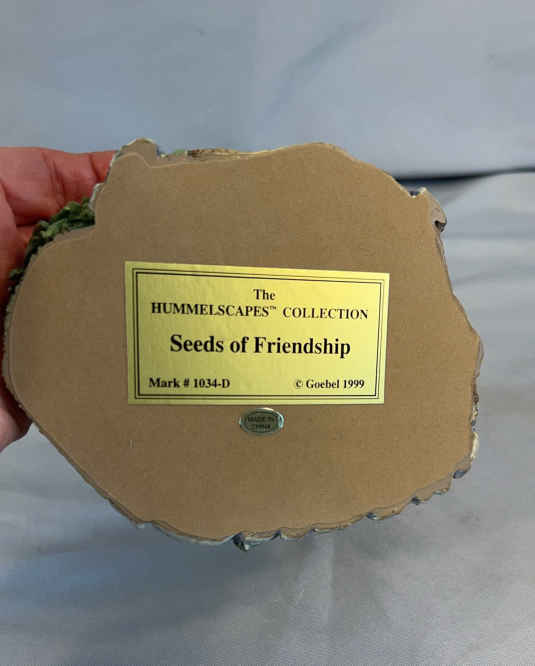 The
HUMMELSCAPES™ COLLECTION
Seeds of Friendship
Mark # 1034-D © Goebel 1999
MADE IN
CHINA